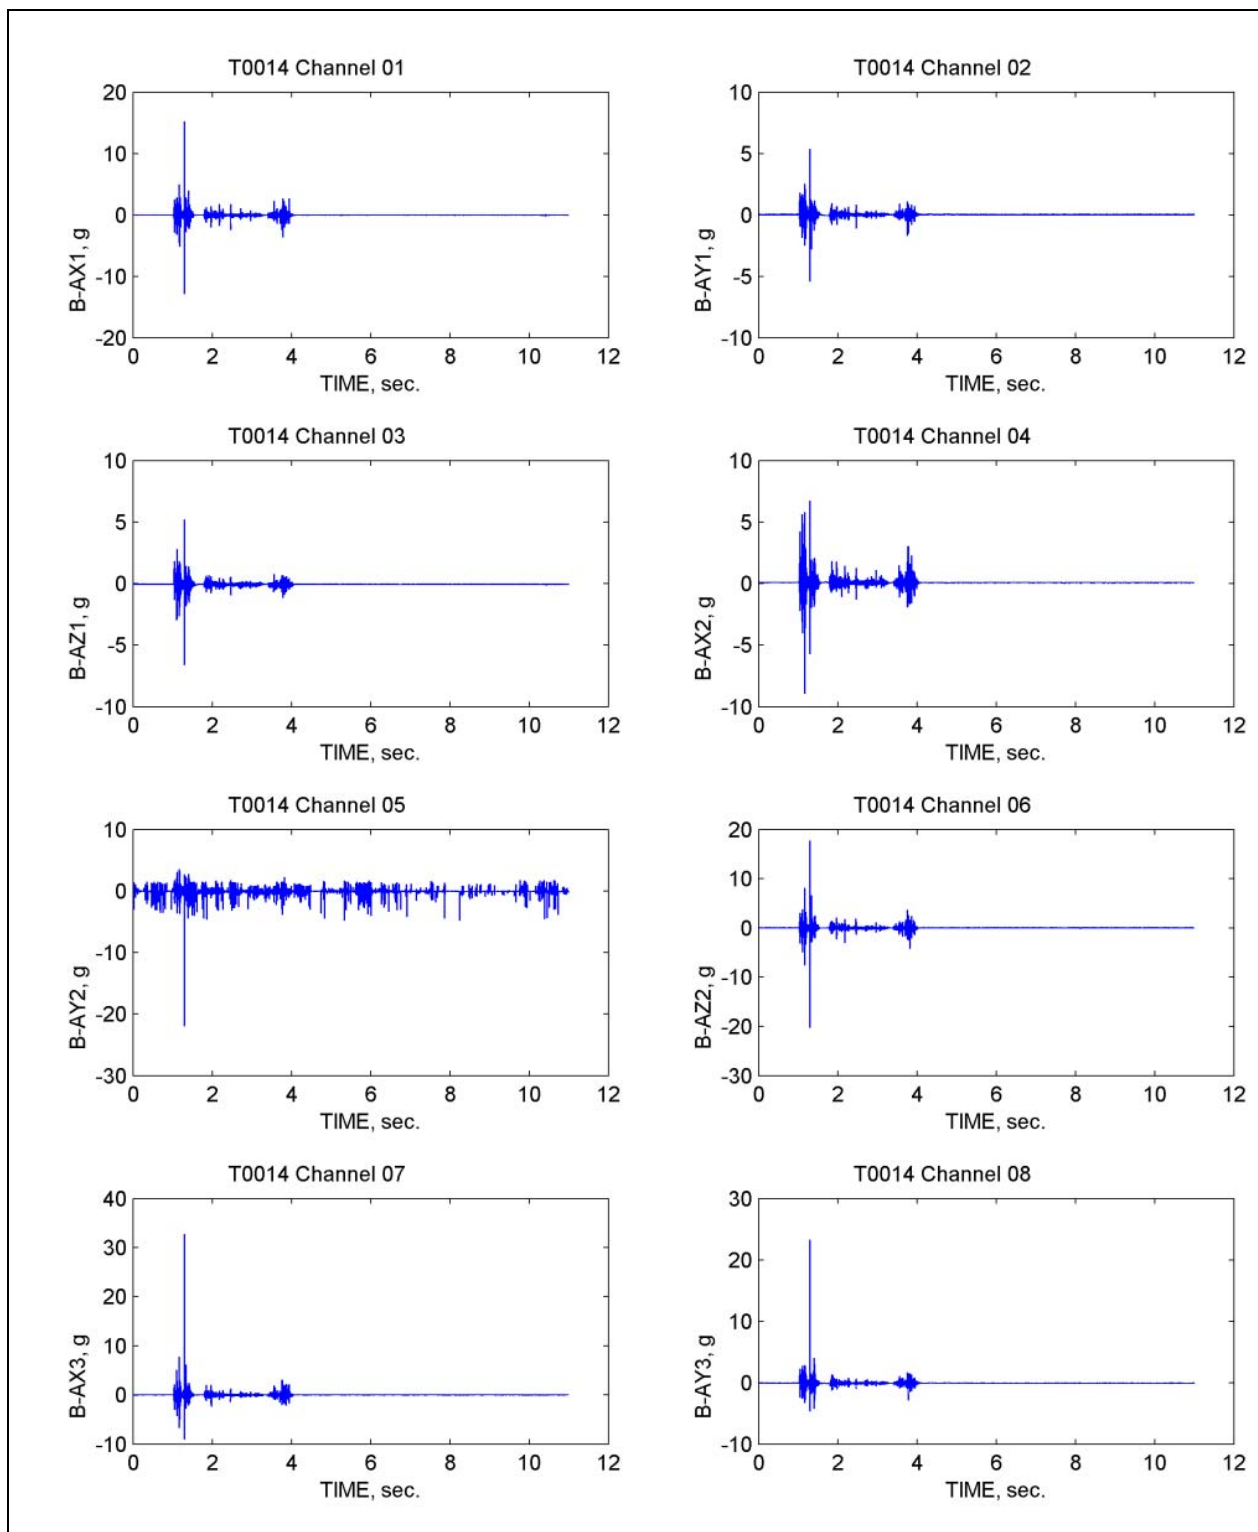 T0014 Channel 01
20
10
0
-10
-20
B-AX1, g
0 2 4 6 8 10 12
TIME, sec.
T0014 Channel 02
10
5
0
-5
-10
B-AY1, g
0 2 4 6 8 10 12
TIME, sec.
T0014 Channel 03
10
5
0
-5
-10
B-AZ1, g
0 2 4 6 8 10 12
TIME, sec.
T0014 Channel 04
10
5
0
-5
-10
B-AX2, g
0 2 4 6 8 10 12
TIME, sec.
T0014 Channel 05
10
0
-10
-20
-30
B-AY2, g
0 2 4 6 8 10 12
TIME, sec.
T0014 Channel 06
20
10
0
-10
-20
-30
B-AZ2, g
0 2 4 6 8 10 12
TIME, sec.
T0014 Channel 07
40
30
20
10
0
-10
B-AX3, g
0 2 4 6 8 10 12
TIME, sec.
T0014 Channel 08
30
20
10
0
-10
B-AY3, g
0 2 4 6 8 10 12
TIME, sec.